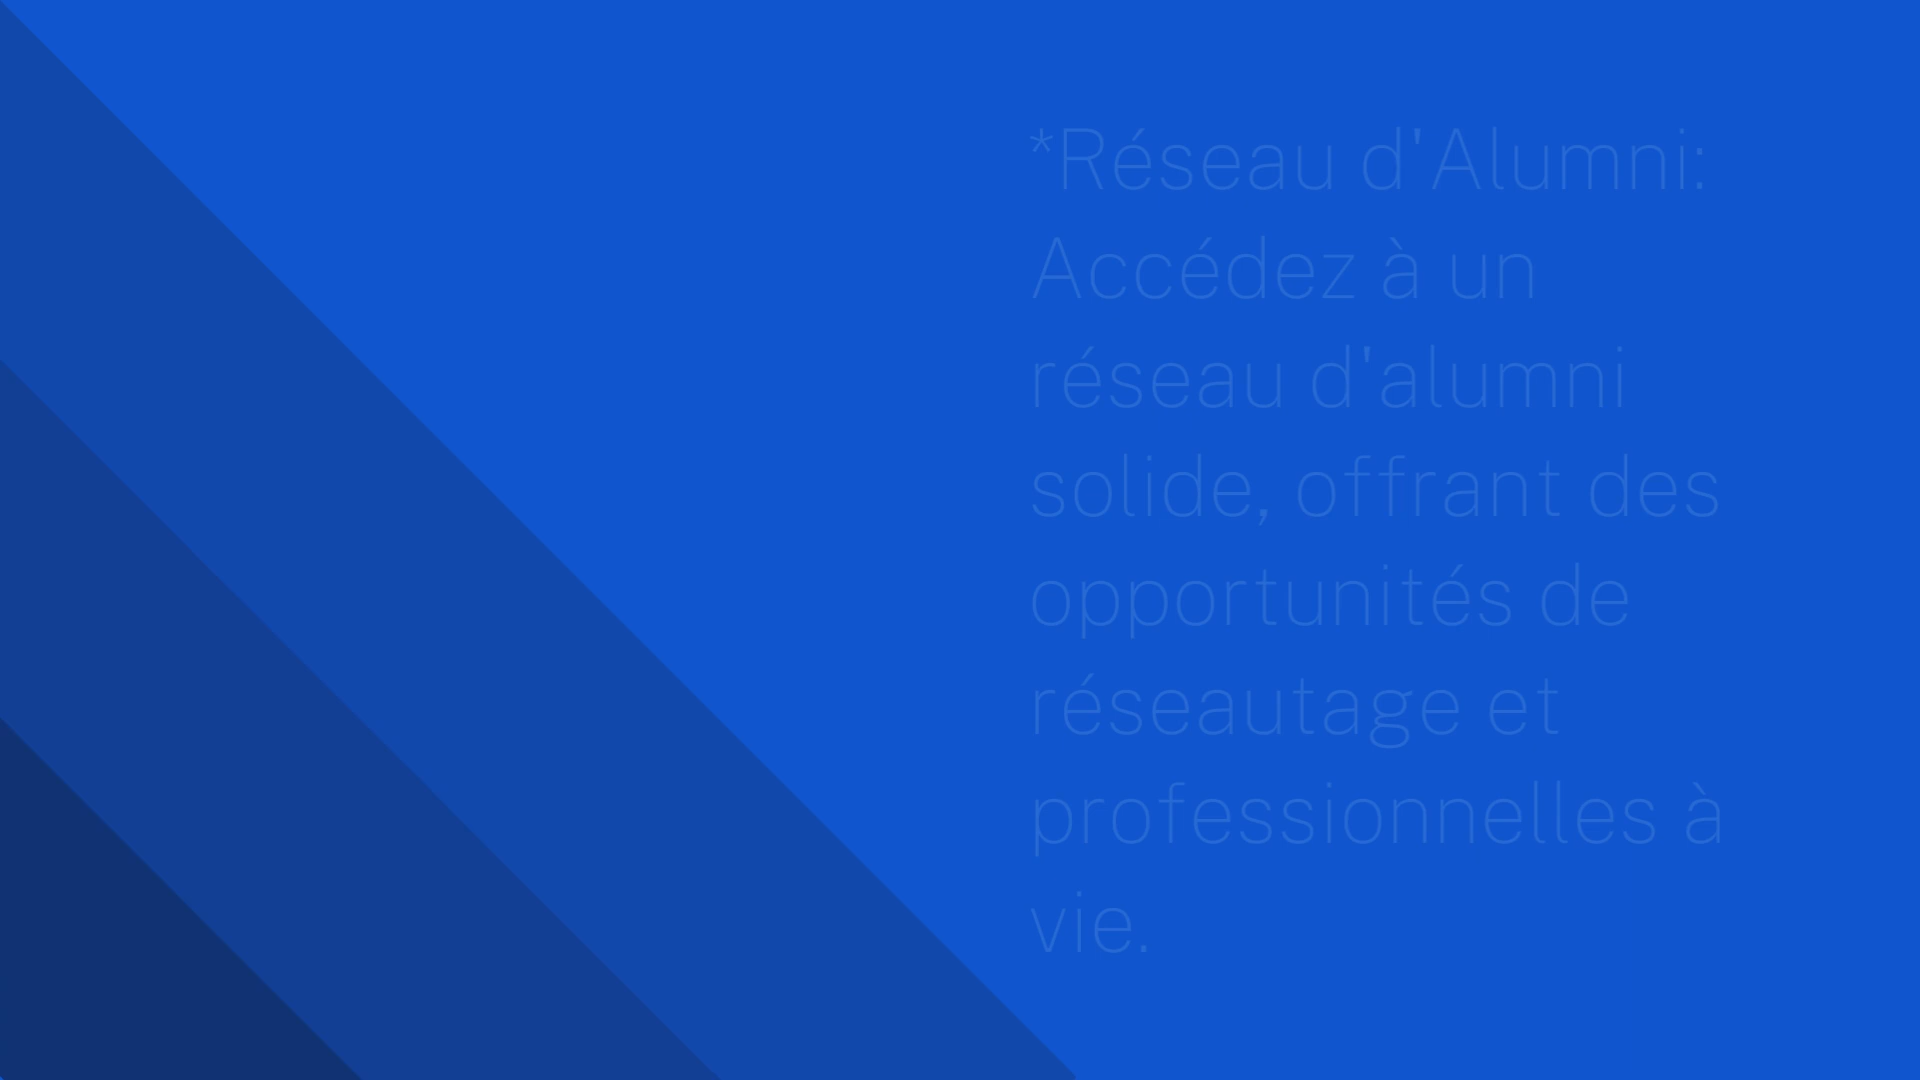 *Réseau d'Alumni:
Accédez à un
réseau d'alumni
solide, offrant des
opportunités de
réseautage et
professionnelles à
vie.